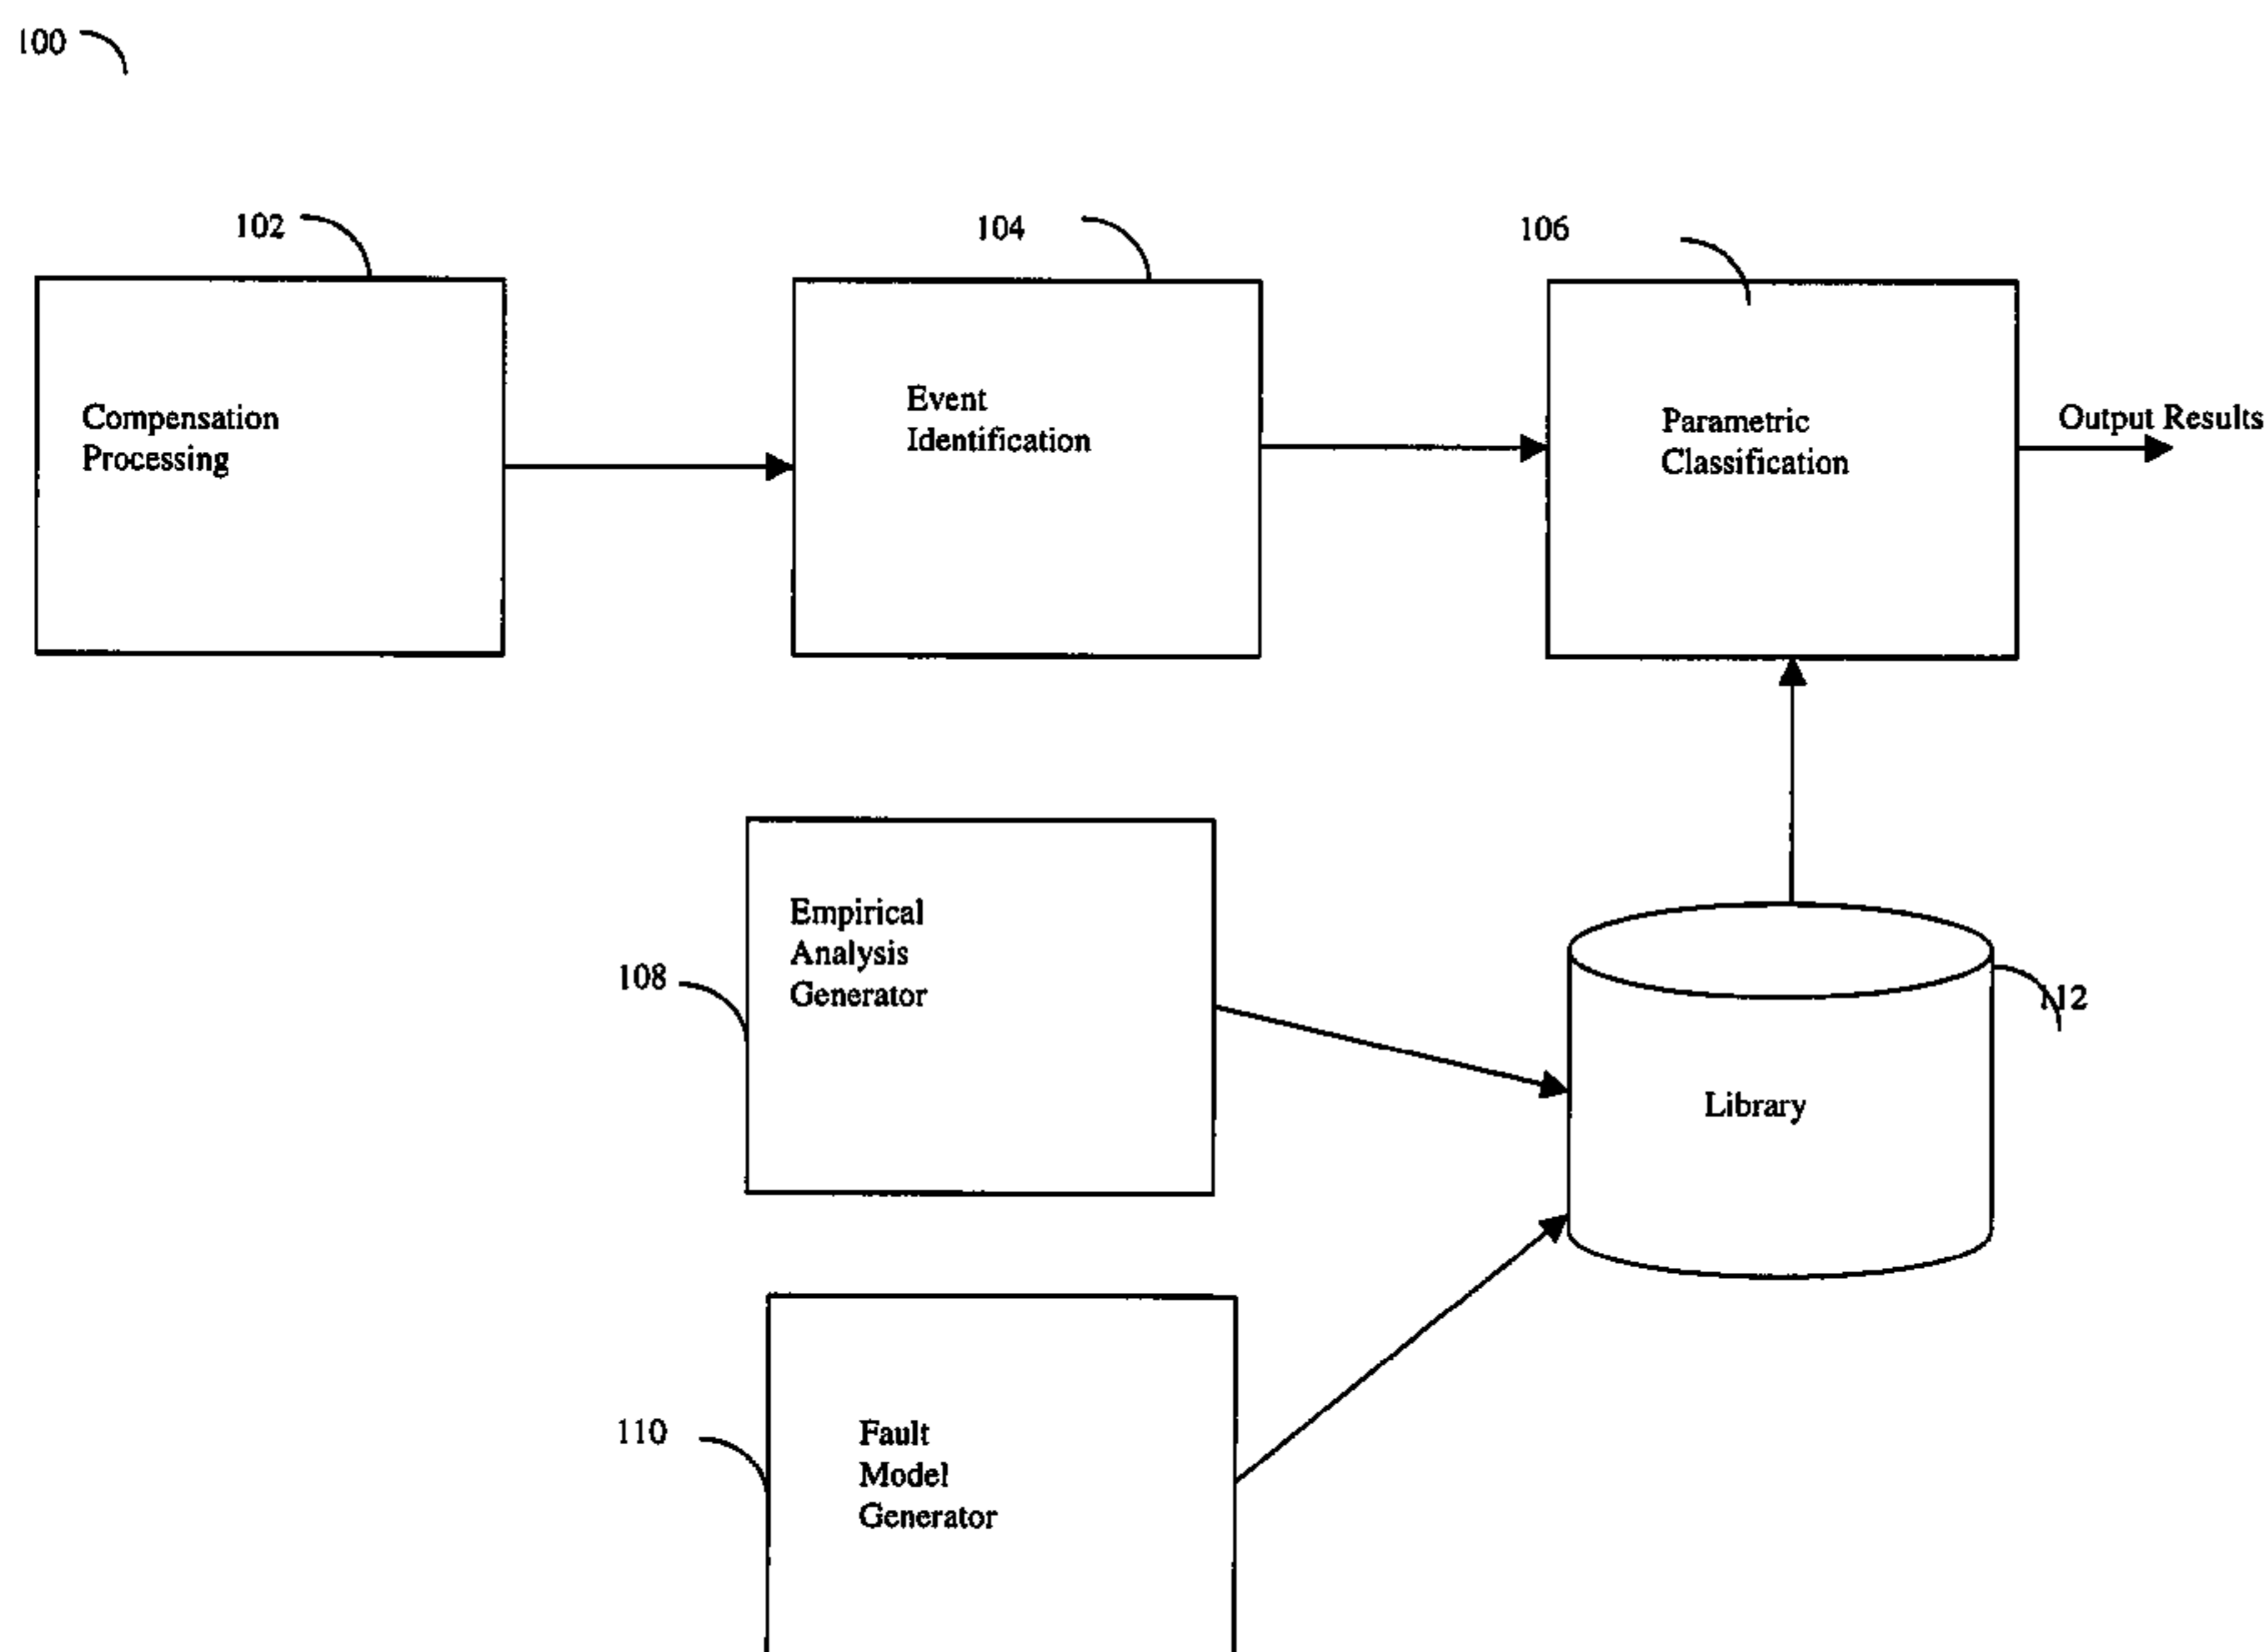 100
102
104
106
Compensation
Processing
Event
Identification
Parametric
Classification
Output Results
Empirical
Analysis
Generator
108
112
Library
110
Fault
Model
Generator